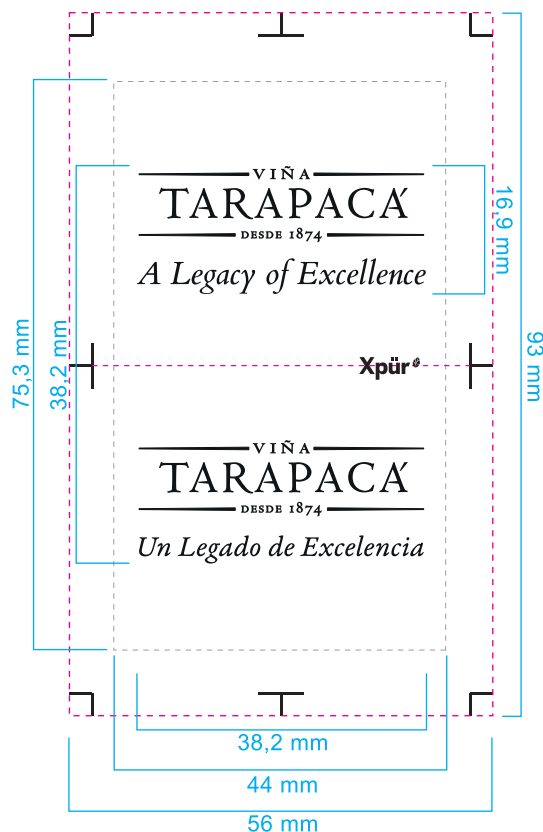 VIÑA
TARAPACÁ
DESDE 1874
A Legacy of Excellence
16,9 mm
93 mm
75,3 mm
38,2 mm
Xpür
VIÑA
TARAPACÁ
DESDE 1874
Un Legado de Excelencia
38,2 mm
44 mm
56 mm